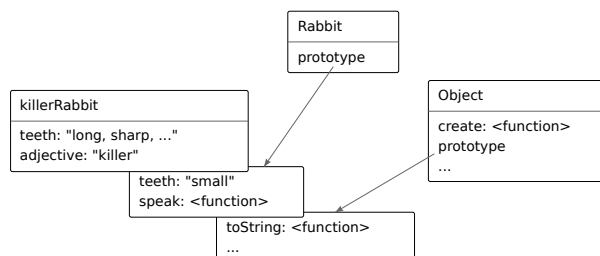 Rabbit
prototype
killerRabbit
teeth: "long, sharp, ..."
adjective: "killer"
Object
create: <function>
prototype
...
teeth: "small"
speak: <function>
toString: <function>
...